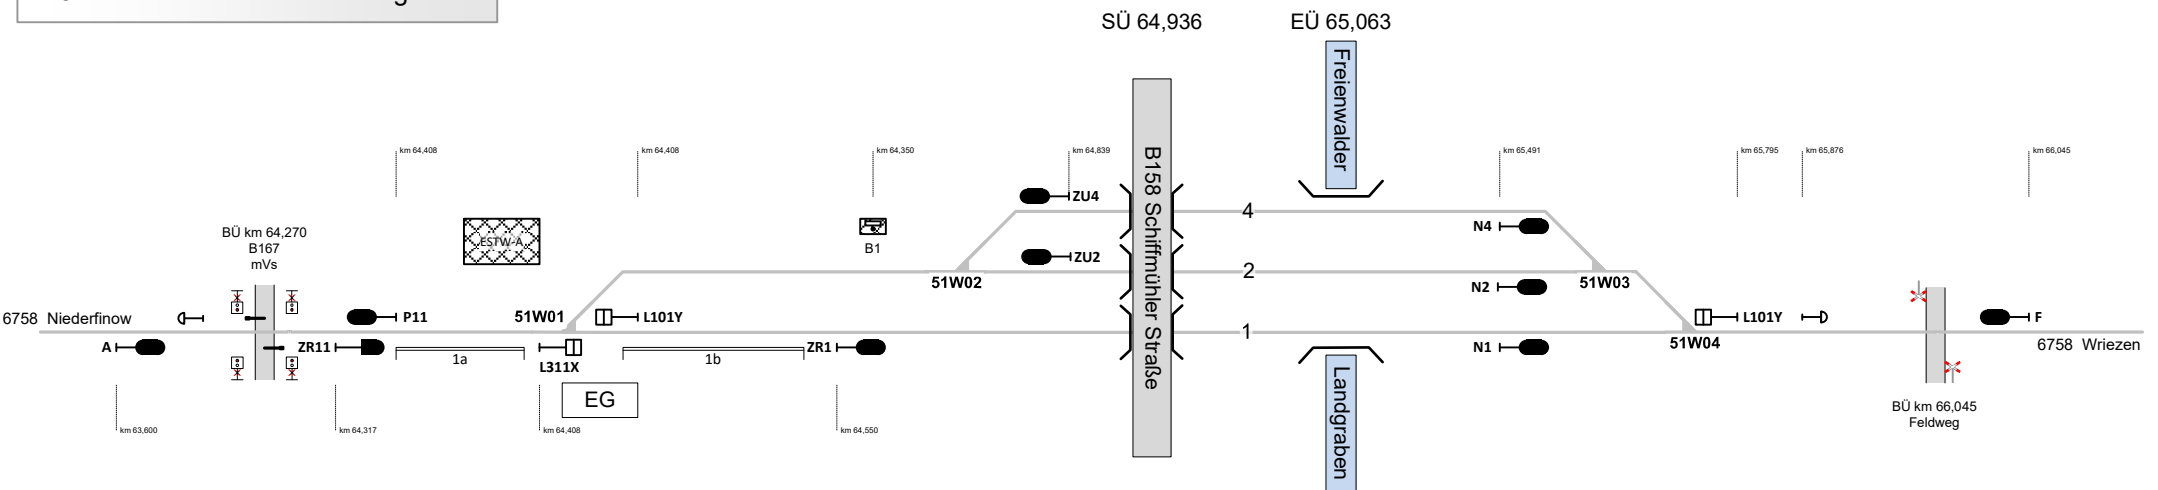 SÜ 64,936
EÜ 65,063
Freienwalder
B158 Schiffmühler Straße
km 64,408
km 64,408
km 64,350
km 64,839
km 65,491
km 65,795
km 65,876
km 66,045
ZU4
4
N4
BÜ km 64,270
B167
mVs
ESTW-A
B1
ZU2
51W02
2
N2
51W03
6758 Niederfinow
P11
51W01
L101Y
1
L101Y
F
A
ZR11
1a
L311X
1b
ZR1
N1
51W04
6758 Wriezen
EG
Landgraben
BÜ km 66,045
Feldweg
km 63,600
km 64,317
km 64,408
km 64,550